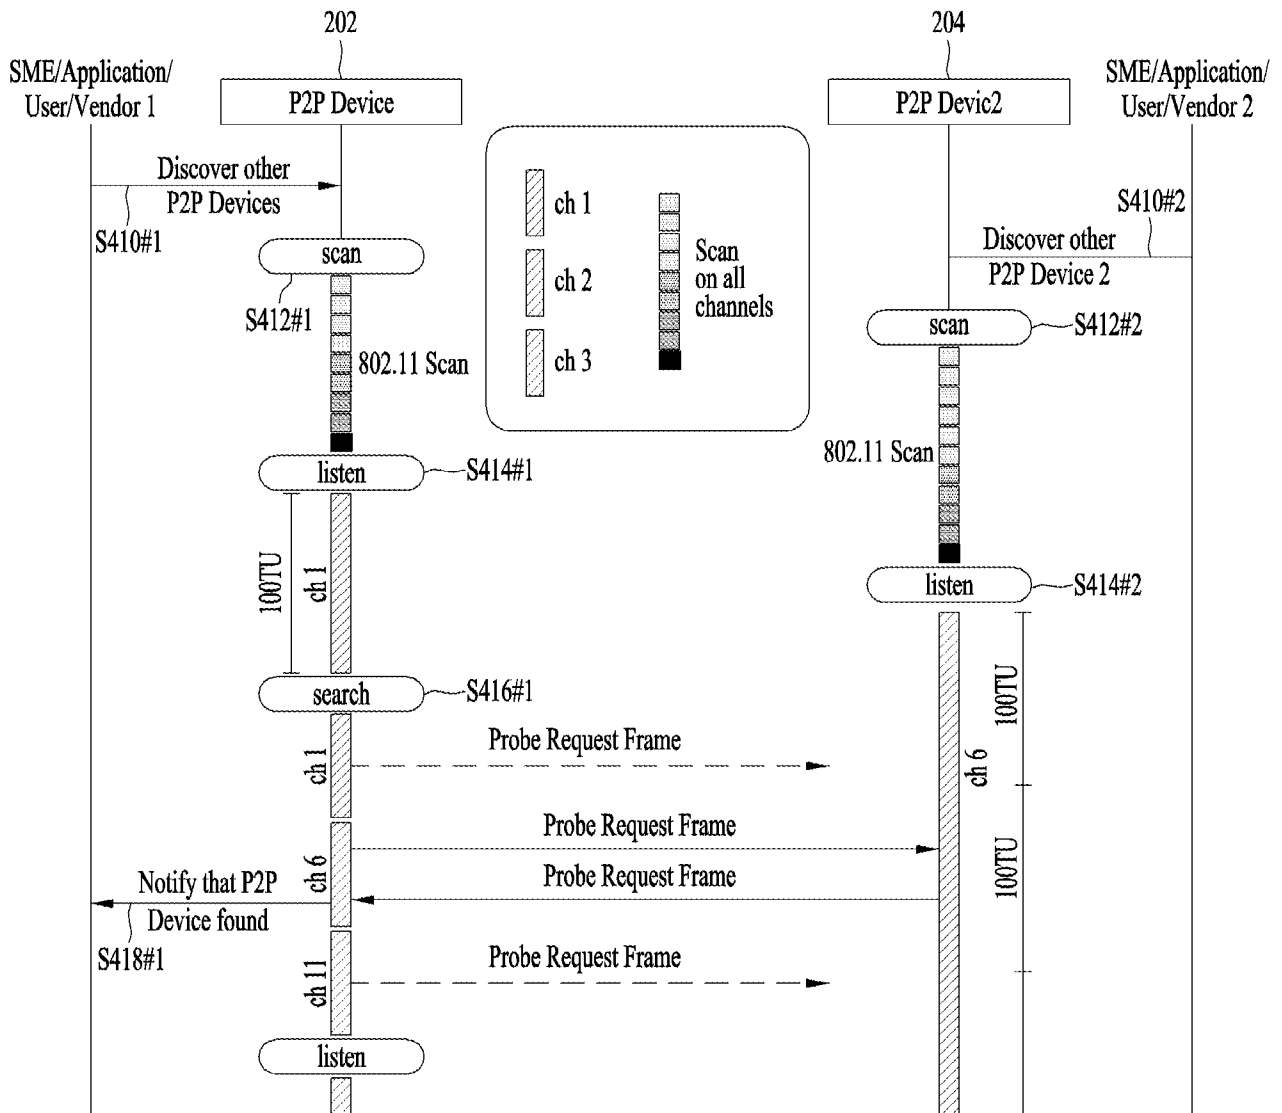 202
204
SME/Application/
User/Vendor 1
P2P Device
P2P Devic2
SME/Application/
User/Vendor 2
Discover other
P2P Devices
S410#1
S410#2
Discover other
P2P Device 2
ch 1
ch 2
ch 3
Scan
on all
channels
scan
S412#1
802.11 Scan
scan
S412#2
802.11 Scan
listen
S414#1
listen
S414#2
100TU
ch 1
search
S416#1
100TU
ch 6
100TU
ch 1
Probe Request Frame
ch 6
Probe Request Frame
Probe Request Frame
Notify that P2P
Device found
S418#1
ch 11
Probe Request Frame
listen